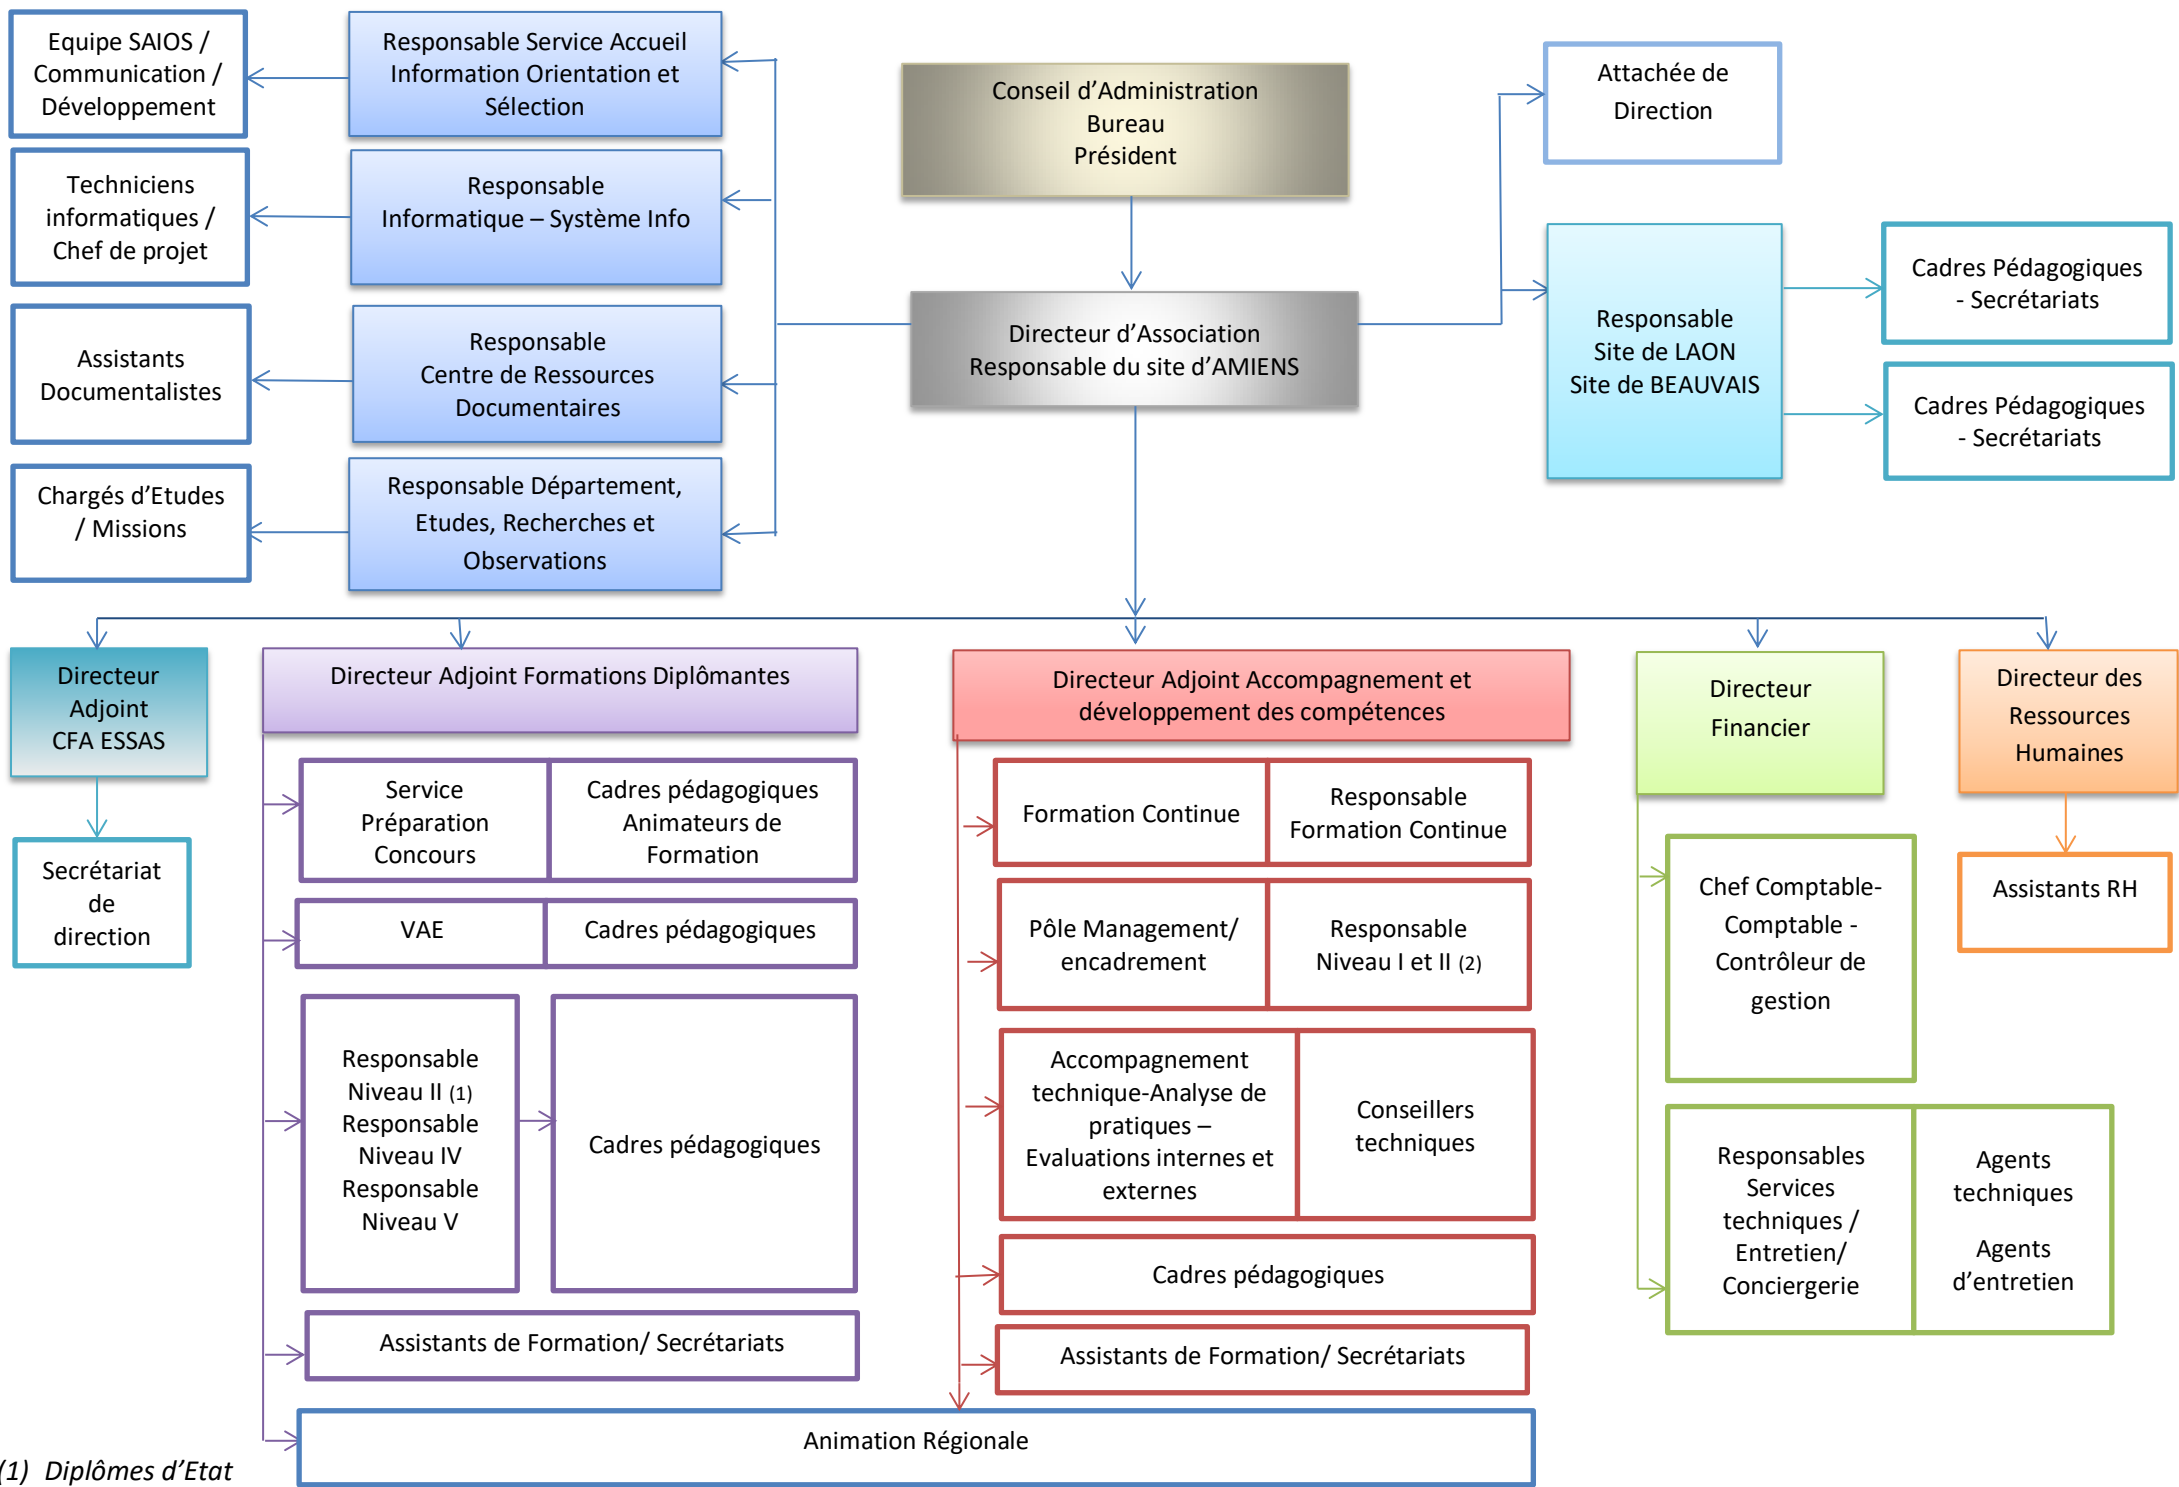 Equipe SAIOS /
Communication /
Développement
Responsable Service Accueil
Information Orientation et
Sélection
Conseil d’Administration
Bureau
Président
Attachée de
Direction
Techniciens
informatiques /
Chef de projet
Responsable
Informatique – Système Info
Directeur d’Association
Responsable du site d’AMIENS
Responsable
Site de LAON
Site de BEAUVAIS
Cadres Pédagogiques
- Secrétariats
Cadres Pédagogiques
- Secrétariats
Assistants
Documentalistes
Responsable
Centre de Ressources
Documentaires
Chargés d’Etudes
/ Missions
Responsable Département,
Etudes, Recherches et
Observations
Directeur
Adjoint
CFA ESSAS
Secrétariat
de
direction
Directeur Adjoint Formations Diplômantes
Service
Préparation
Concours
Cadres pédagogiques
Animateurs de
Formation
VAE
Cadres pédagogiques
Responsable
Niveau II (1)
Responsable
Niveau IV
Responsable
Niveau V
Cadres pédagogiques
Assistants de Formation/ Secrétariats
Directeur Adjoint Accompagnement et
développement des compétences
Formation Continue
Responsable
Formation Continue
Pôle Management/
encadrement
Responsable
Niveau I et II (2)
Accompagnement
technique-Analyse de
pratiques –
Evaluations internes et
externes
Conseillers
techniques
Cadres pédagogiques
Assistants de Formation/ Secrétariats
Animation Régionale
Directeur
Financier
Chef Comptable-
Comptable -
Contrôleur de
gestion
Responsables
Services
techniques /
Entretien/
Conciergerie
Agents
techniques
Agents
d’entretien
Directeur des
Ressources
Humaines
Assistants RH
(1) Diplômes d’Etat